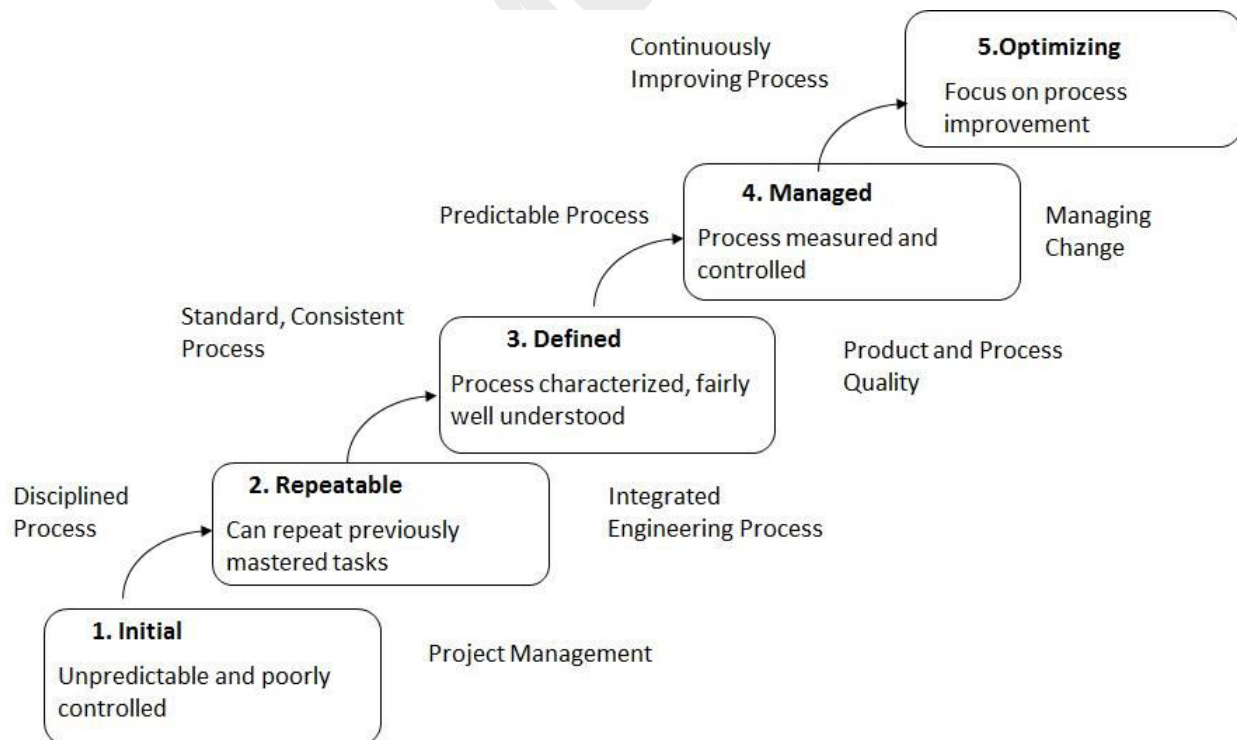 Continuously
Improving Process
5.Optimizing
Focus on process
improvement
Predictable Process
4. Managed
Process measured and
controlled
Managing
Change
Standard, Consistent
Process
3. Defined
Process characterized, fairly
well understood
Product and Process
Quality
Disciplined
Process
2. Repeatable
Can repeat previously
mastered tasks
Integrated
Engineering Process
1. Initial
Unpredictable and poorly
controlled
Project Management